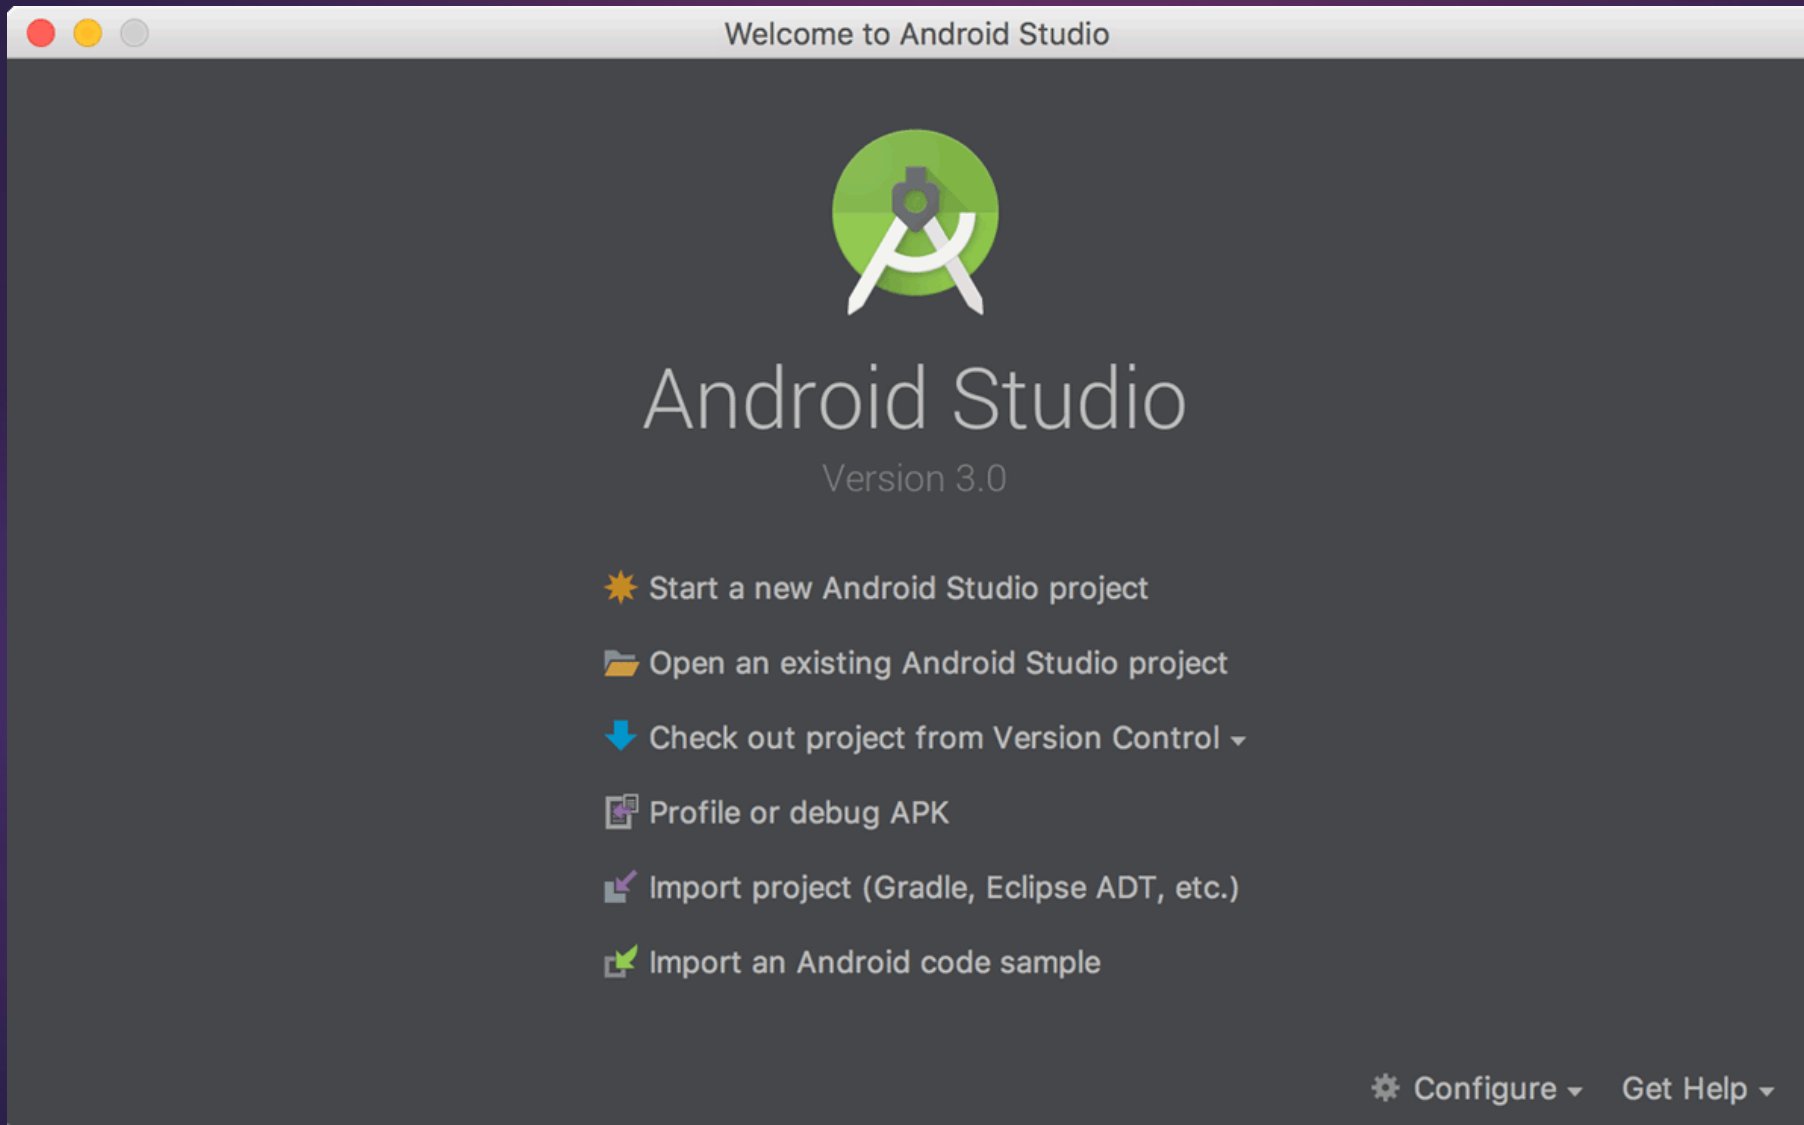 Welcome to Android Studio
Android Studio
Version 3.0
Start a new Android Studio project
Open an existing Android Studio project
Check out project from Version Control
Profile or debug APK
Import project (Gradle, Eclipse ADT, etc.)
Import an Android code sample
Configure Get Help